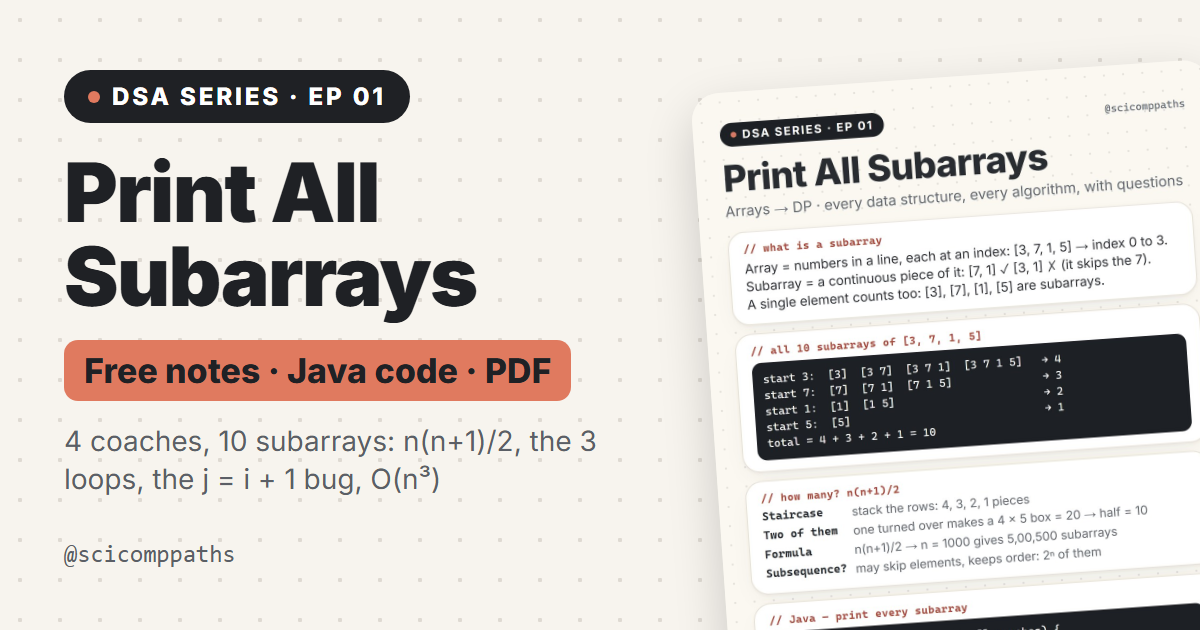 DSA SERIES · EP 01
Print All
Subarrays
Free notes · Java code · PDF
4 coaches, 10 subarrays: n(n+1)/2, the 3
loops, the j = i + 1 bug, O(n³)
@scicomppaths
@scicomppaths
DSA SERIES · EP 01
Print All Subarrays
Arrays → DP · every data structure, every algorithm, with questions
// what is a subarray
Array = numbers in a line, each at an index: [3, 7, 1, 5] → index 0 to 3.
Subarray = a continuous piece of it: [7, 1] ✓ [3, 1] ✗ (it skips the 7).
A single element counts too: [3], [7], [1], [5] are subarrays.
// all 10 subarrays of [3, 7, 1, 5]
start 3: [3] [3 7] [3 7 1] [3 7 1 5] → 4
start 7: [7] [7 1] [7 1 5] → 3
start 1: [1] [1 5] → 2
start 5: [5] → 1
total = 4 + 3 + 2 + 1 = 10
// how many? n(n+1)/2
Staircase stack the rows: 4, 3, 2, 1 pieces
Two of them one turned over makes a 4 × 5 box = 20 → half = 10
Formula n(n+1)/2 → n = 1000 gives 5,00,500 subarrays
Subsequence? may skip elements, keeps order: 2ⁿ of them
// Java — print every subarray